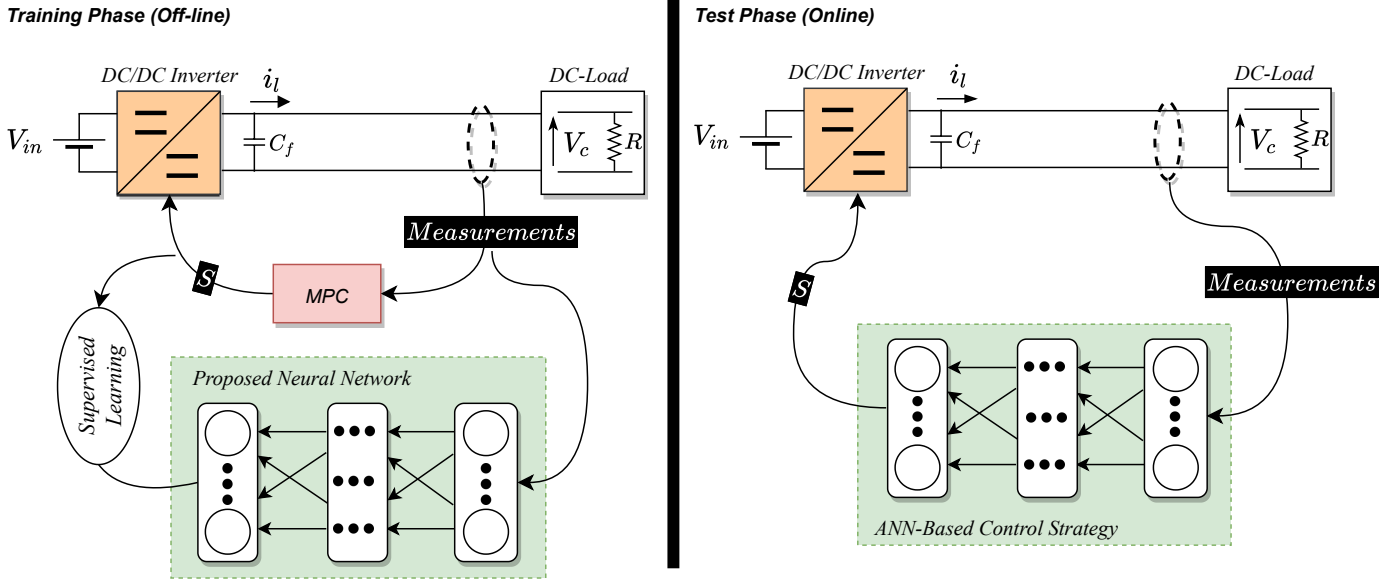 Training Phase (Off-line)
DC/DC Inverter
i_l
DC-Load
V_in
C_f
V_c
R
Measurements
S
MPC
Supervised
Learning
Proposed Neural Network
Test Phase (Online)
DC/DC Inverter
i_l
DC-Load
V_in
C_f
V_c
R
S
Measurements
ANN-Based Control Strategy